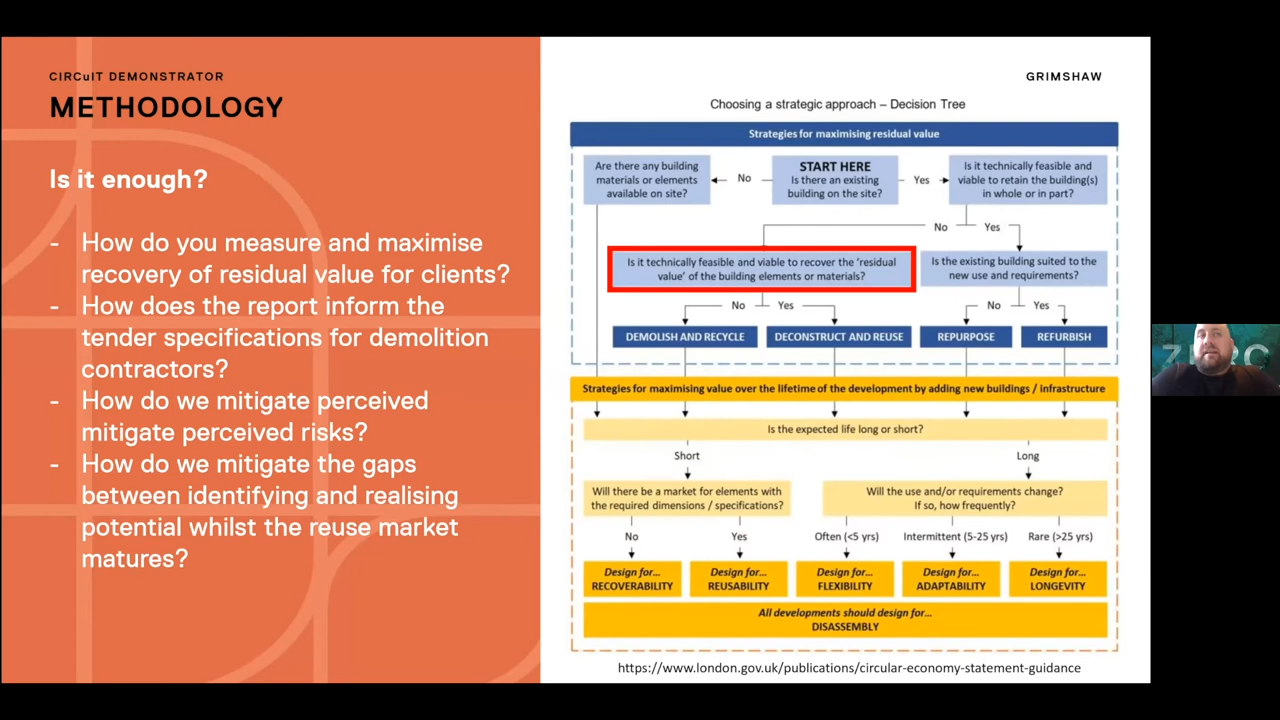 CIRCuIT DEMONSTRATOR
METHODOLOGY
Is it enough?
- How do you measure and maximise
recovery of residual value for clients?
- How does the report inform the
tender specifications for demolition
contractors?
- How do we mitigate perceived
mitigate perceived risks?
- How do we mitigate the gaps
between identifying and realising
potential whilst the reuse market
matures?
GRIMSHAW
Choosing a strategic approach – Decision Tree
Strategies for maximising residual value
Are there any building
materials or elements
available on site?
No
START HERE
Is there an existing
building on the site?
Yes
Is it technically feasible and
viable to retain the building(s)
in whole or in part?
No
Yes
Is it technically feasible and viable to recover the 'residual
value' of the building elements or materials?
Is the existing building suited to the
new use and requirements?
No
Yes
No
Yes
DEMOLISH AND RECYCLE
DECONSTRUCT AND REUSE
REPURPOSE
REFURBISH
Strategies for maximising value over the lifetime of the development by adding new buildings / infrastructure
Is the expected life long or short?
Short
Long
Will there be a market for elements with
the required dimensions / specifications?
Will the use and/or requirements change?
If so, how frequently?
No
Yes
Often (<5 yrs)
Intermittent (5-25 yrs)
Rare (>25 yrs)
Design for...
RECOVERABILITY
Design for...
REUSABILITY
Design for...
FLEXIBILITY
Design for...
ADAPTABILITY
Design for...
LONGEVITY
All developments should design for...
DISASSEMBLY
https://www.london.gov.uk/publications/circular-economy-statement-guidance